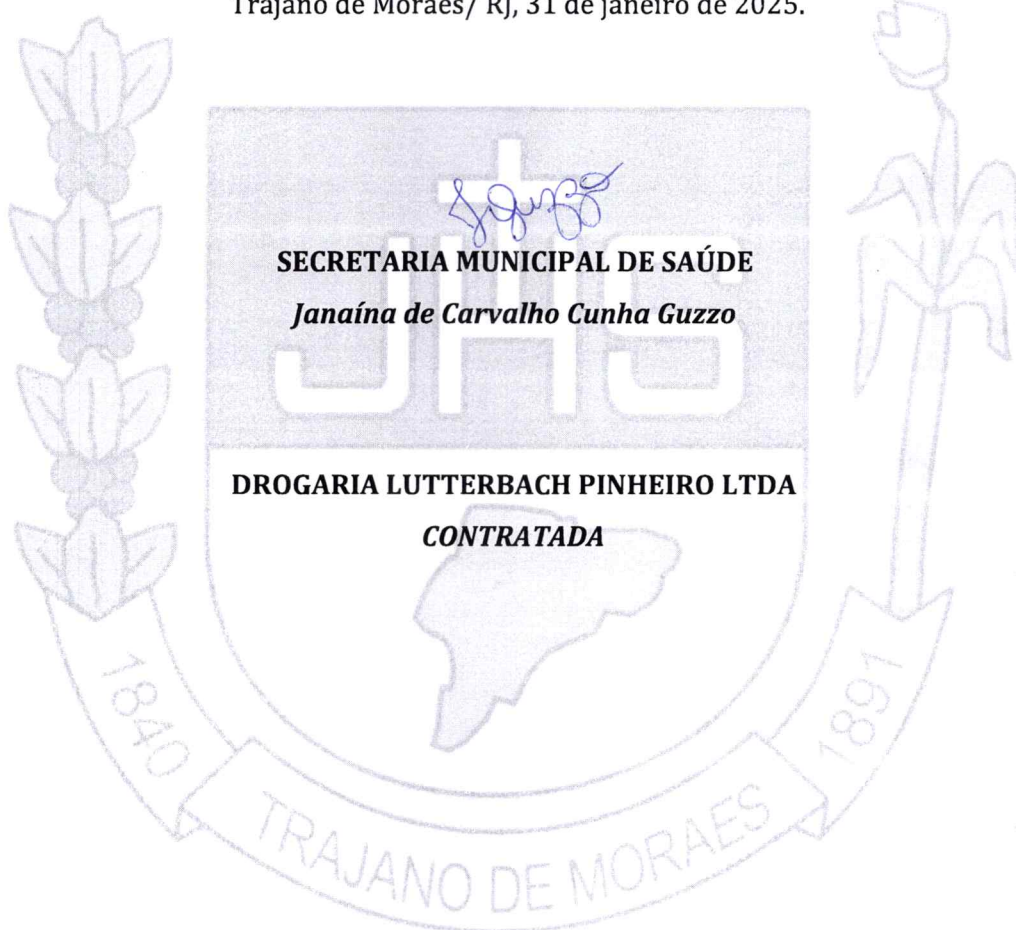 Trajano de Moraes/ RJ, 31 de janeiro de 2025.
SECRETARIA MUNICIPAL DE SAÚDE
Janaína de Carvalho Cunha Guzzo
JHS
DROGARIA LUTTERBACH PINHEIRO LTDA
CONTRATADA
1840
TRAJANO DE MORAES
1891